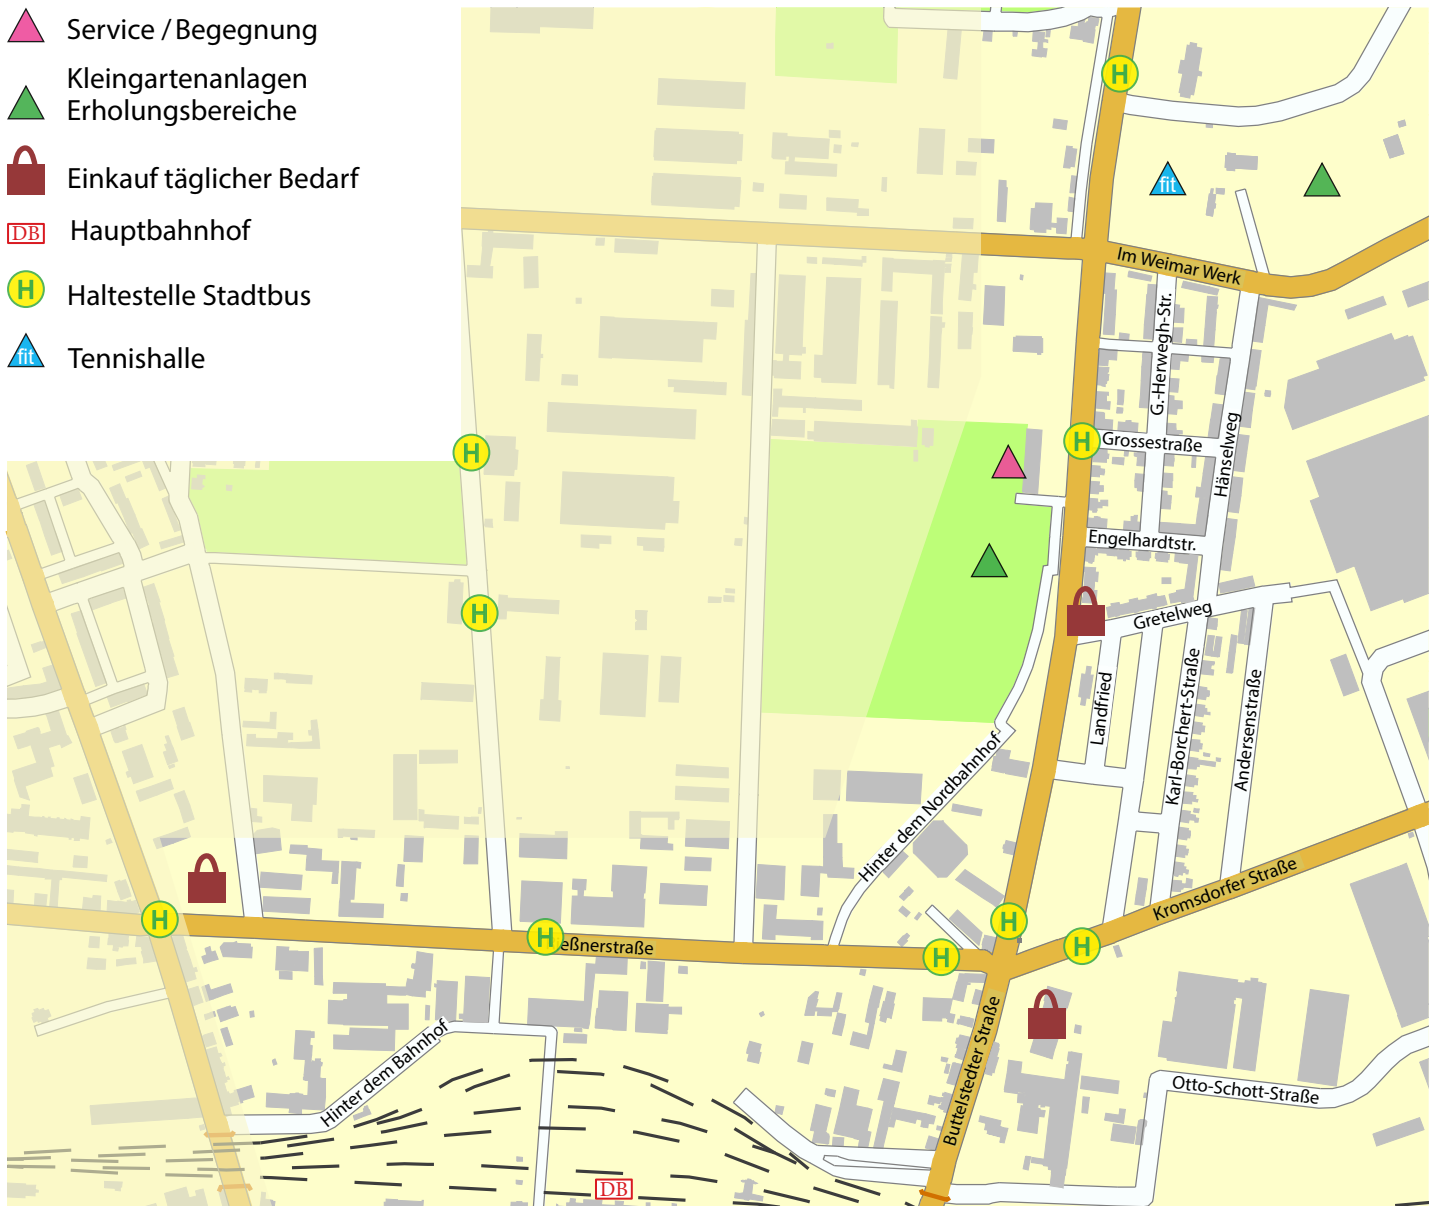 Service / Begegnung
Kleingartenanlagen
Erholungsbereiche
Einkauf täglicher Bedarf
DB Hauptbahnhof
H Haltestelle Stadtbus
fit Tennishalle
H
fit
Im Weimar Werk
G.-Herwegh-Str.
H
Grossestraße
Hänselweg
H
Engelhardtstr.
H
Gretelweg
Landfried
Karl-Borchert-Straße
Andersenstraße
Hinter dem Nordbahnhof
Kromsdorfer Straße
H
H
H
eßnerstraße
H
H
H
Buttelstedter Straße
Hinter dem Bahnhof
Otto-Schott-Straße
DB